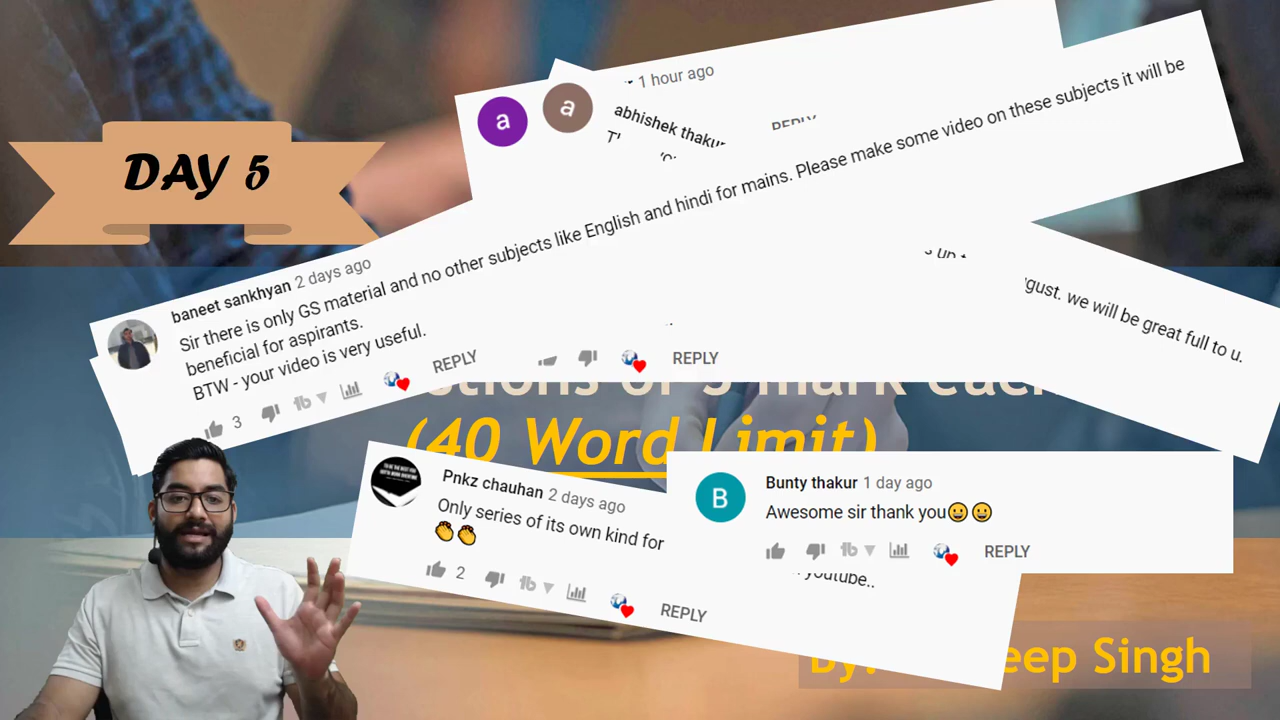 DAY 5
a
a
1 hour ago
abhishek thakur
REPLY
baneet sankhyan 2 days ago
Sir there is only GS material and no other subjects like English and hindi for mains. Please make some video on these subjects it will be
beneficial for aspirants.
BTW - your video is very useful.
3
REPLY
REPLY
we will be great full to u.
mark
(40 Word Limit)
Pnkz chauhan 2 days ago
Only series of its own kind for
👏👏
2
REPLY
B
Bunty thakur 1 day ago
Awesome sir thank you😀😀
REPLY
youtube..
Singh